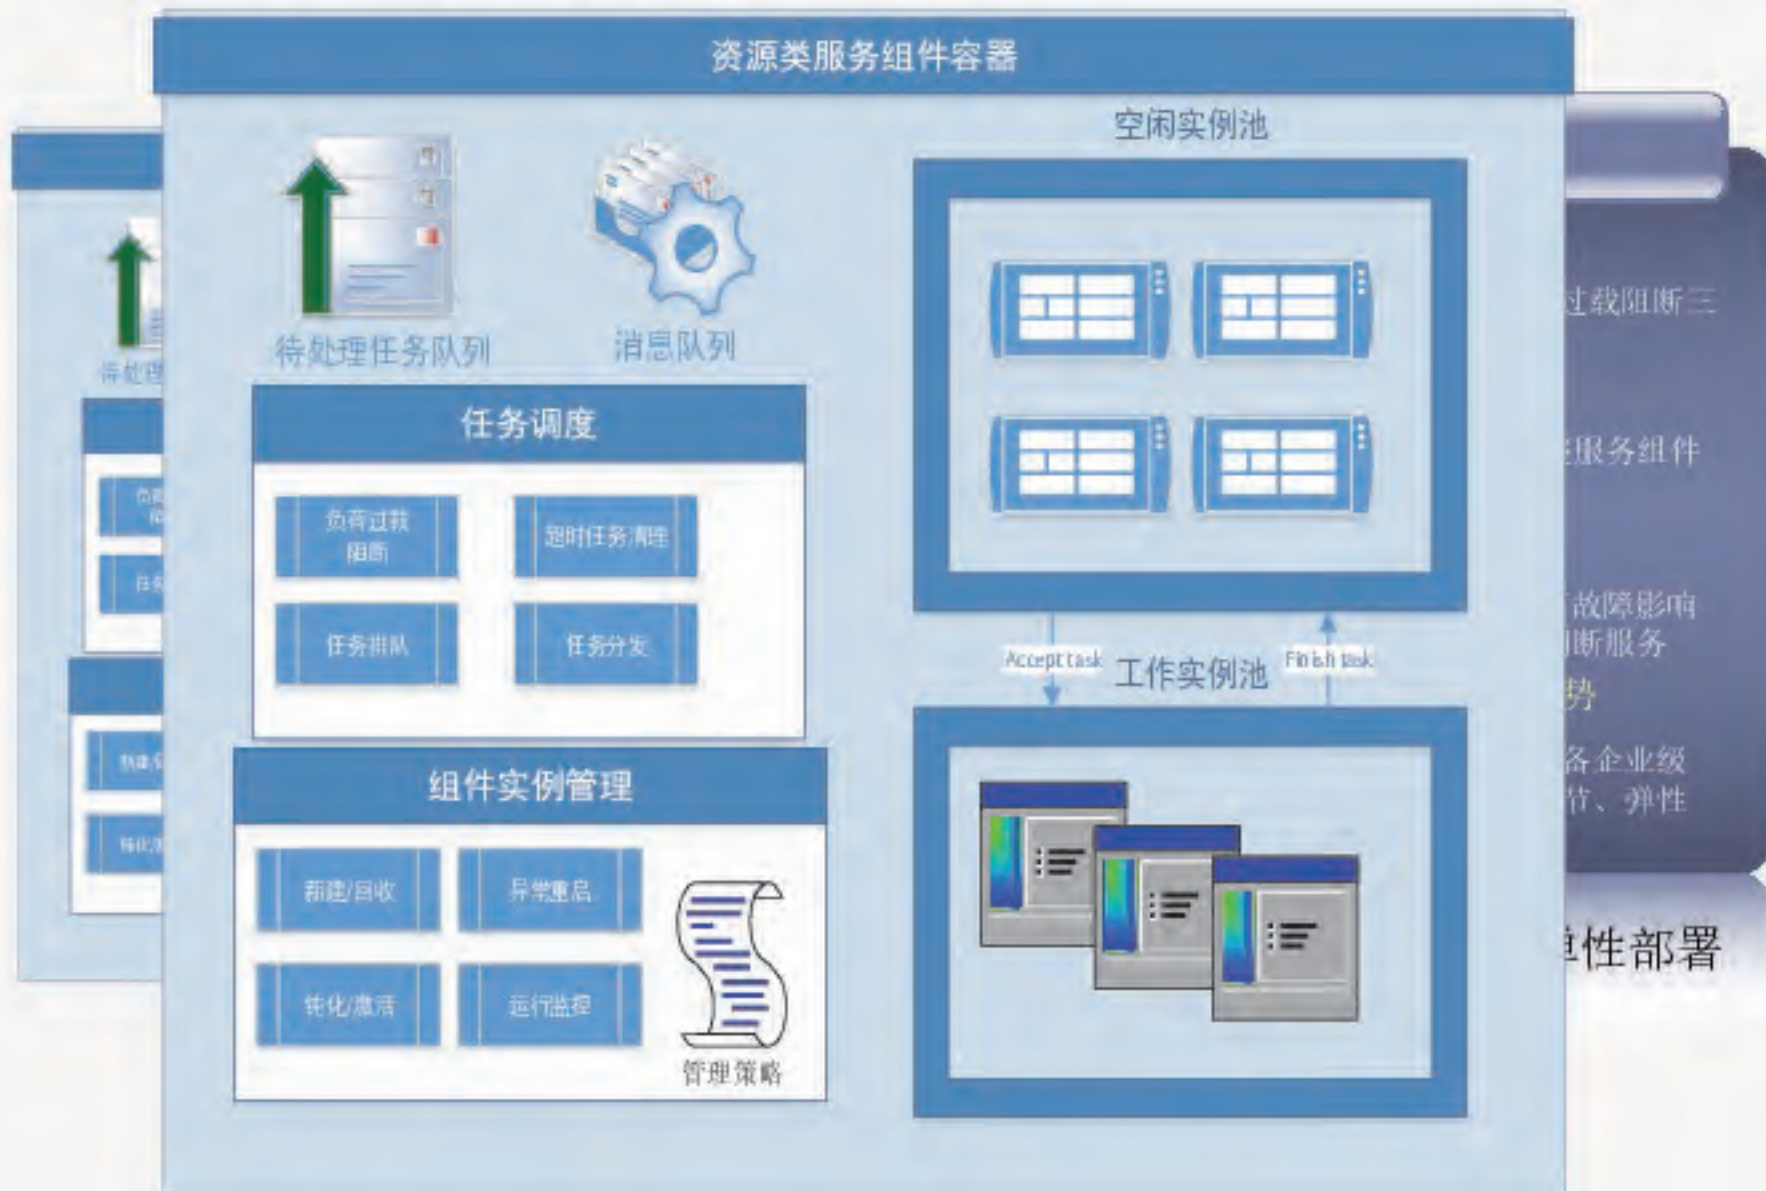 资源类服务组件容器
空闲实例池
待处理任务队列
消息队列
任务调度
负荷过载
阻断
超时任务清理
任务排队
任务分发
Accept task
工作实例池
Finish task
组件实例管理
新建/回收
异常重启
钝化/激活
运行监控
管理策略
待处理
过载阻断三
服务组件
故障影响
断服务
势
各企业级
节、弹性
性部署